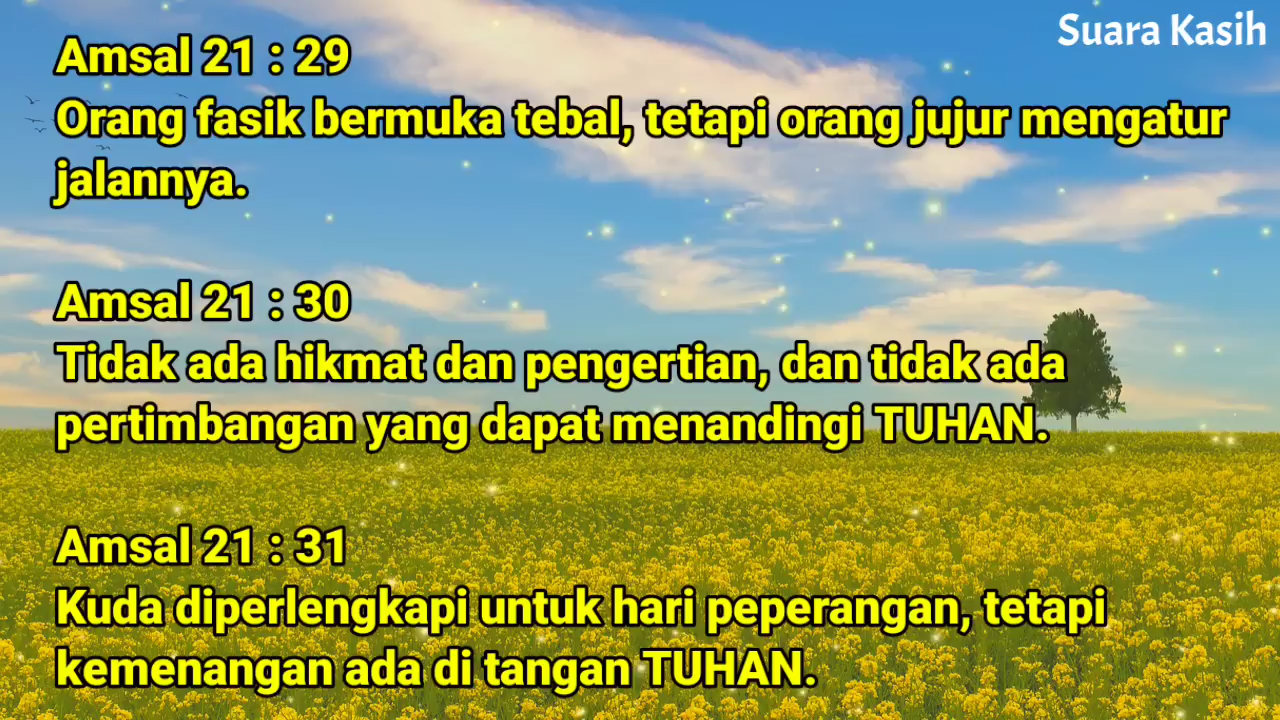 Suara Kasih
Amsal 21 : 29
Orang fasik bermuka tebal, tetapi orang jujur mengatur
jalannya.
Amsal 21 : 30
Tidak ada hikmat dan pengertian, dan tidak ada
pertimbangan yang dapat menandingi TUHAN.
Amsal 21 : 31
Kuda diperlengkapi untuk hari peperangan, tetapi
kemenangan ada di tangan TUHAN.